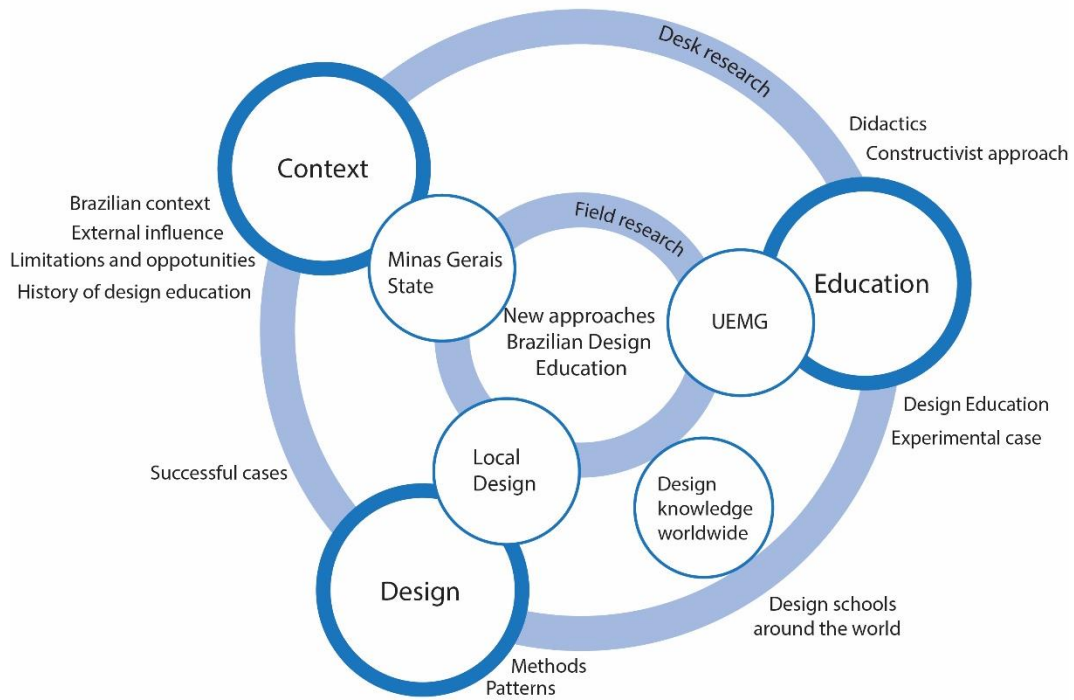 Desk research
Didactics
Constructivist approach
Context
Brazilian context
External influence
Limitations and oppotunities
History of design education
Field research
Minas Gerais
State
Education
UEMG
New approaches
Brazilian Design
Education
Design Education
Experimental case
Successful cases
Local
Design
Design
knowledge
worldwide
Design
Design schools
around the world
Methods
Patterns